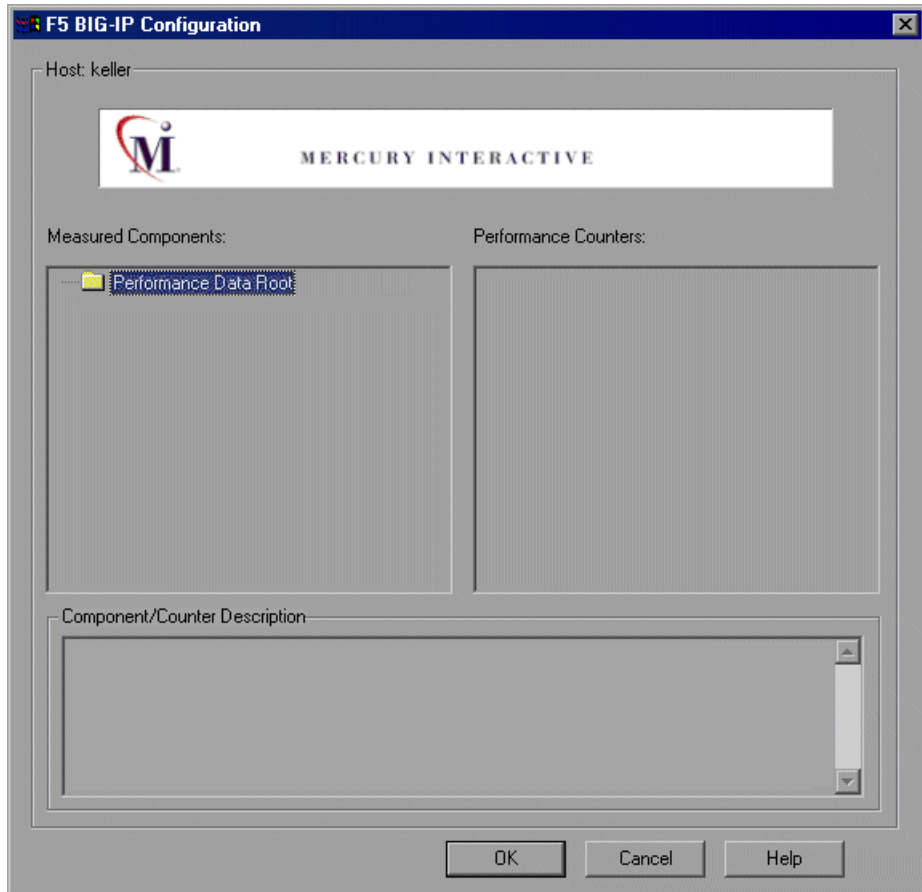 F5 BIG-IP Configuration
Host: keller
M
MERCURY INTERACTIVE
Measured Components:
Performance Counters:
Performance Data Root
Component/Counter Description
OK
Cancel
Help